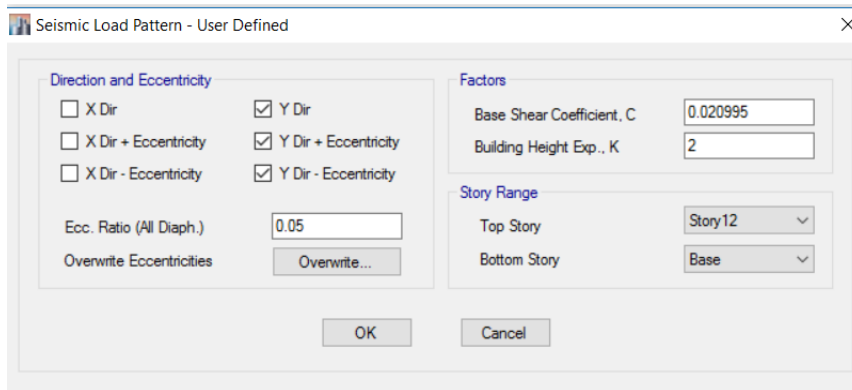 Seismic Load Pattern - User Defined
Direction and Eccentricity
X Dir
Y Dir
X Dir + Eccentricity
Y Dir + Eccentricity
X Dir - Eccentricity
Y Dir - Eccentricity
Ecc. Ratio (All Diaph.)
0.05
Overwrite Eccentricities
Overwrite...
Factors
Base Shear Coefficient, C
0.020995
Building Height Exp., K
2
Story Range
Top Story
Story12
Bottom Story
Base
OK
Cancel